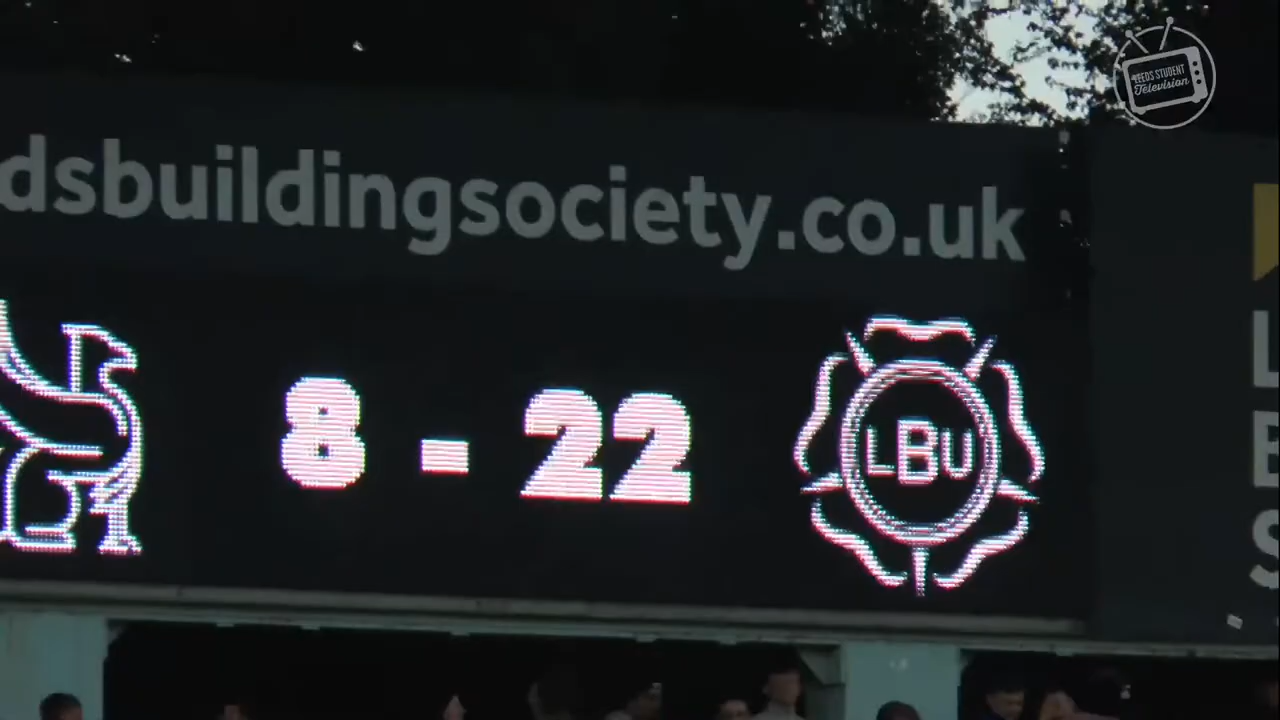 LEEDS STUDENT
Television
dsbuildingsociety.co.uk
8 - 22
LBU
L
B
S